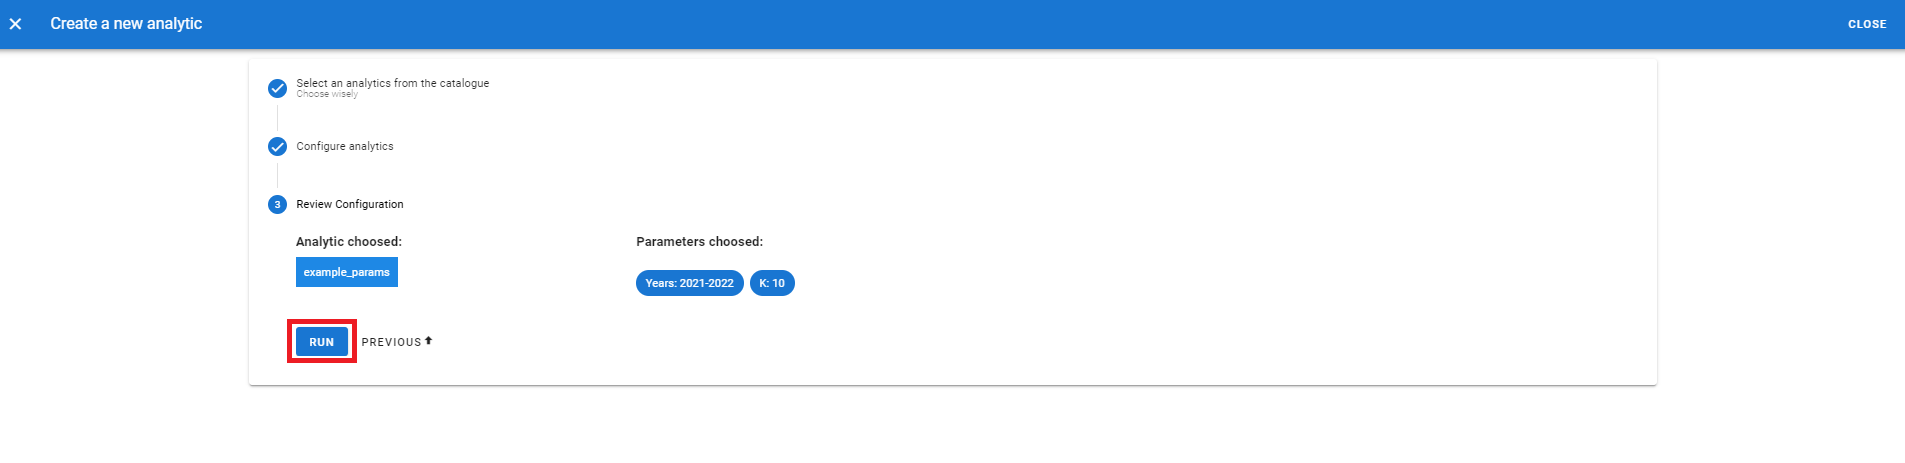 Create a new analytic
CLOSE
Select an analytics from the catalogue
Choose wisely
Configure analytics
3 Review Configuration
Analytic choosed:
example_params
Parameters choosed:
Years: 2021-2022
K: 10
RUN
PREVIOUS